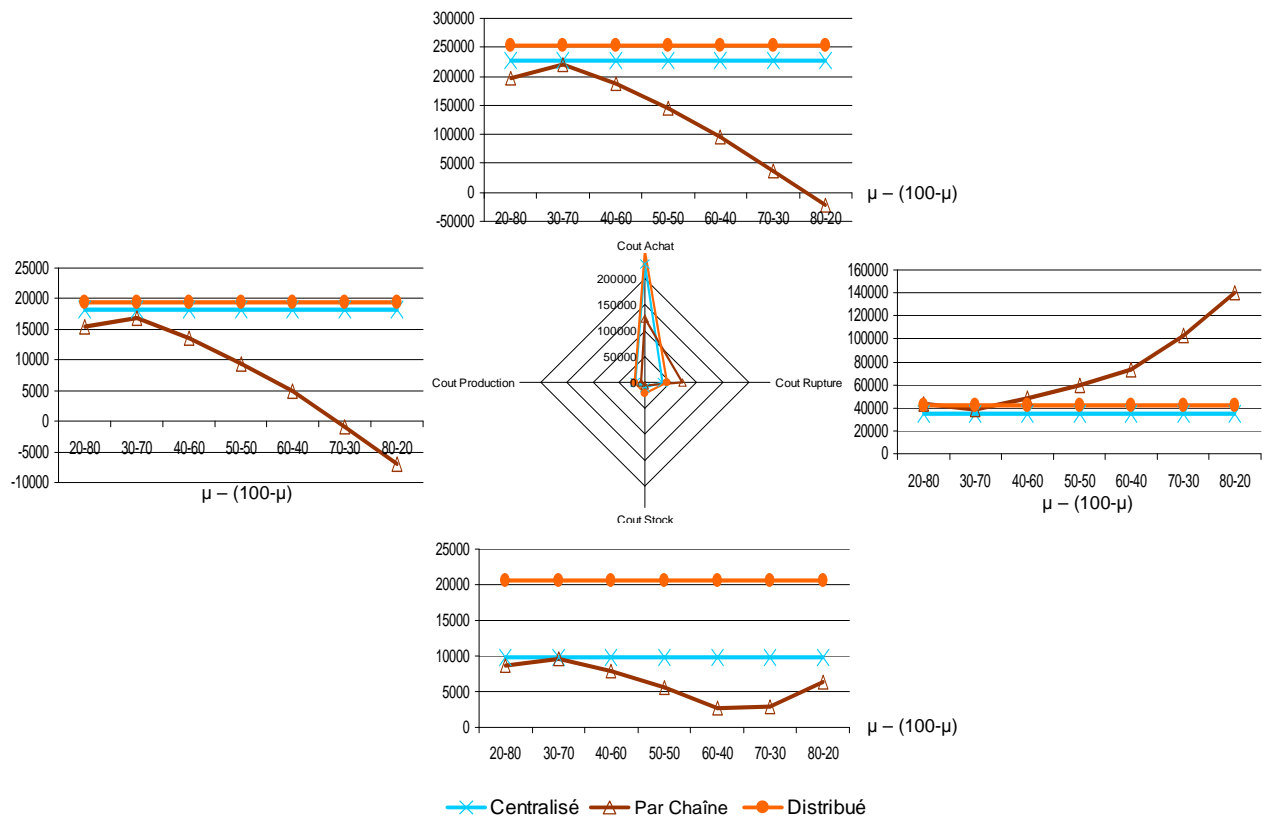 300000
250000
200000
150000
100000
50000
0
-50000
20-80 30-70 40-60 50-50 60-40 70-30 80-20
µ – (100-µ)
25000
20000
15000
10000
5000
0
-5000
-10000
20-80 30-70 40-60 50-50 60-40 70-30 80-20
µ – (100-µ)
Cout Achat
200000
150000
100000
50000
0
Cout Production
Cout Rupture
Cout Stock
160000
140000
120000
100000
80000
60000
40000
20000
0
20-80 30-70 40-60 50-50 60-40 70-30 80-20
µ – (100-µ)
25000
20000
15000
10000
5000
0
20-80 30-70 40-60 50-50 60-40 70-30 80-20
µ – (100-µ)
Centralisé Par Chaîne Distribué